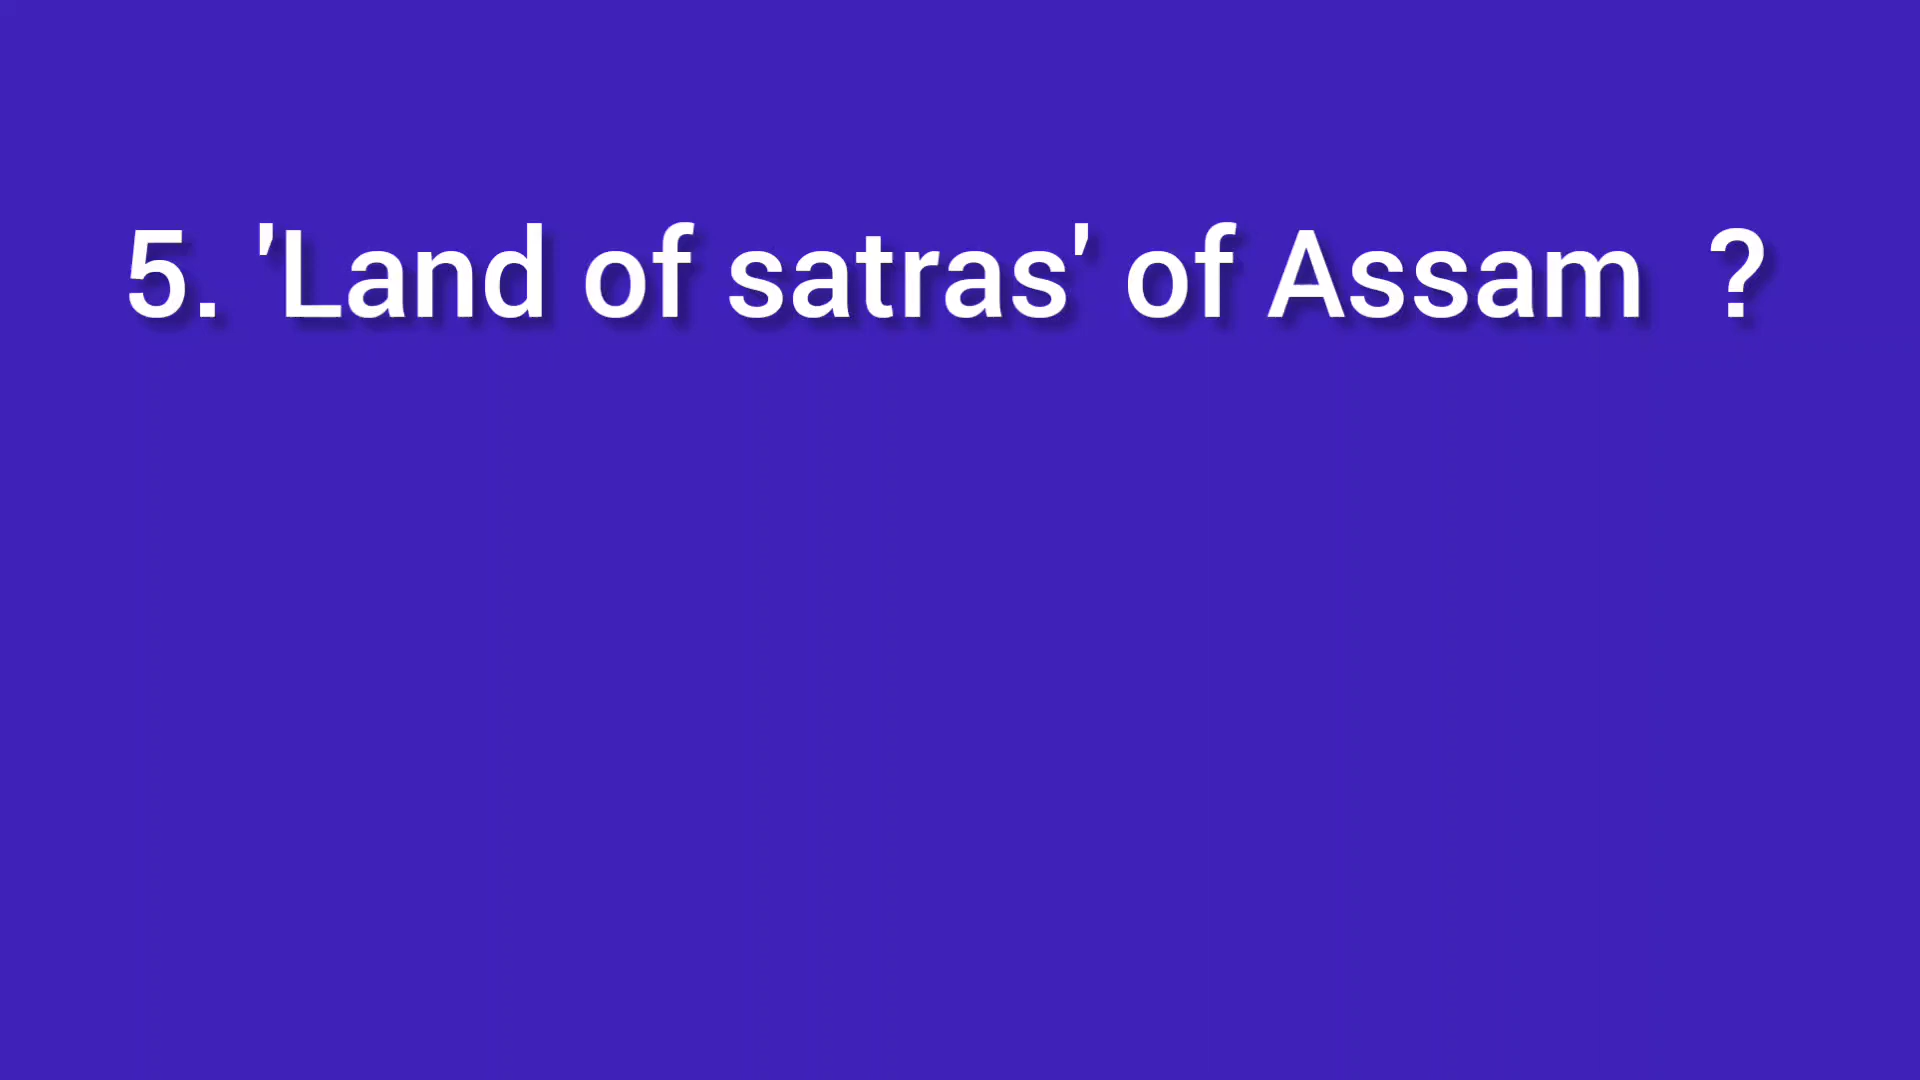 5. 'Land of satras' of Assam  ?